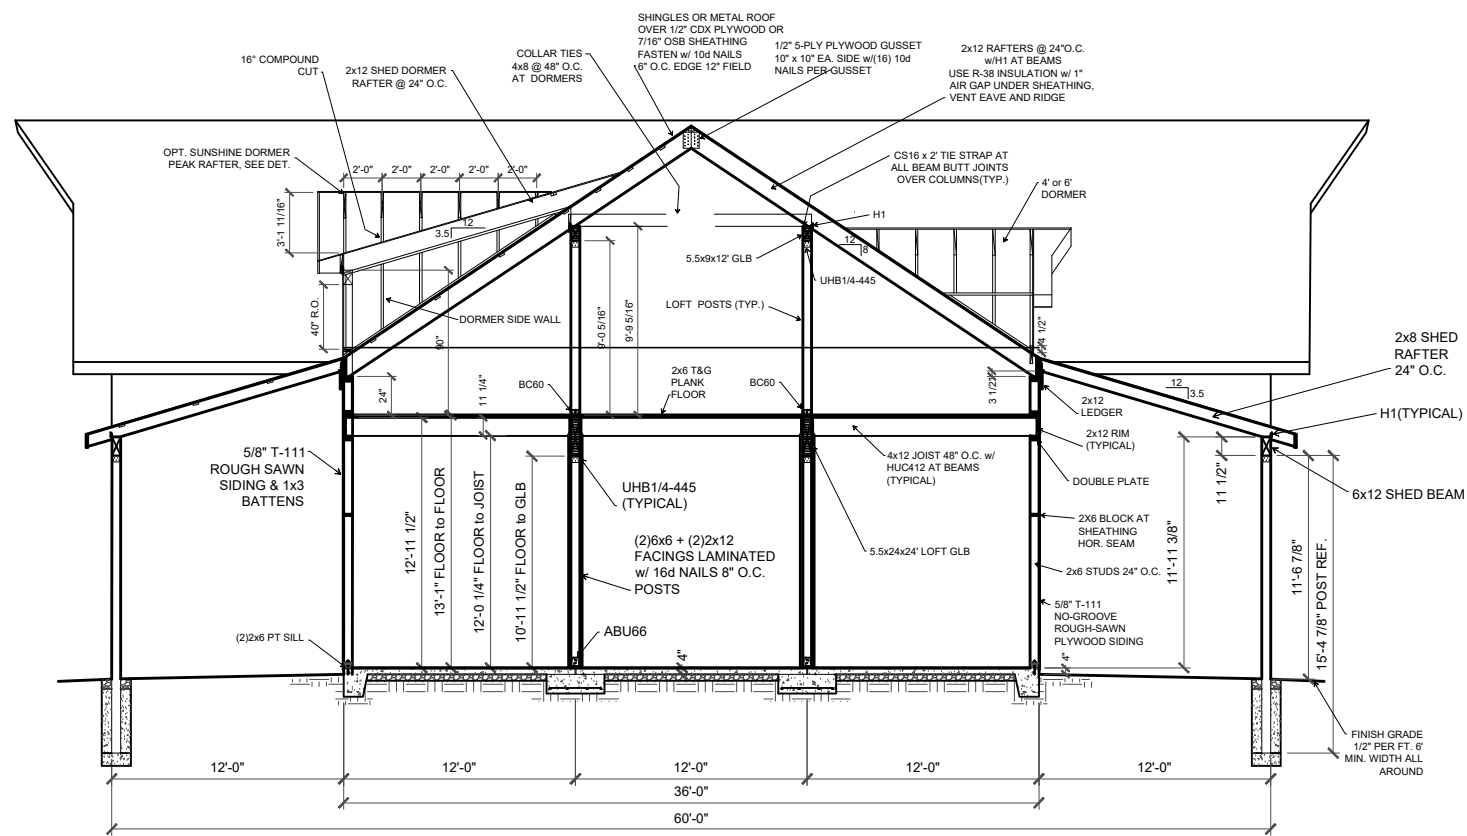 SHINGLES OR METAL ROOF
OVER 1/2" CDX PLYWOOD OR
7/16" OSB SHEATHING
FASTEN w/ 10d NAILS
6" O.C. EDGE 12" FIELD
COLLAR TIES
4x8 @ 48" O.C.
AT DORMERS
1/2" 5-PLY PLYWOOD GUSSET
10" x 10" EA. SIDE w/(16) 10d
NAILS PER GUSSET
2x12 RAFTERS @ 24"O.C.
w/H1 AT BEAMS
USE R-38 INSULATION w/ 1"
AIR GAP UNDER SHEATHING,
VENT EAVE AND RIDGE
16° COMPOUND
CUT
2x12 SHED DORMER
RAFTER @ 24" O.C.
OPT. SUNSHINE DORMER
PEAK RAFTER, SEE DET.
2'-0"
2'-0"
2'-0"
2'-0"
2'-0"
CS16 x 2' TIE STRAP AT
ALL BEAM BUTT JOINTS
OVER COLUMNS(TYP.)
4' or 6'
DORMER
3'-1 11/16"
12
3.5
H1
12
8
5.5x9x12' GLB
UHB1/4-445
LOFT POSTS (TYP.)
DORMER SIDE WALL
40" R.O.
90"
9'-0 5/16"
9'-9 5/16"
4 1/2"
2x8 SHED
RAFTER
24" O.C.
12
3.5
H1(TYPICAL)
24"
11 1/4"
BC60
2x6 T&G
PLANK
FLOOR
BC60
3 1/2"
2x12
LEDGER
2x12 RIM
(TYPICAL)
4x12 JOIST 48" O.C. w/
HUC412 AT BEAMS
(TYPICAL)
DOUBLE PLATE
11 1/2"
6x12 SHED BEAM
5/8" T-111
ROUGH SAWN
SIDING & 1x3
BATTENS
UHB1/4-445
(TYPICAL)
(2)6x6 + (2)2x12
FACINGS LAMINATED
w/ 16d NAILS 8" O.C.
POSTS
2X6 BLOCK AT
SHEATHING
HOR. SEAM
5.5x24x24' LOFT GLB
2x6 STUDS 24" O.C.
12'-11 1/2"
13'-1" FLOOR to FLOOR
12'-0 1/4" FLOOR to JOIST
10'-11 1/2" FLOOR to GLB
11'-11 3/8"
11'-6 7/8"
15'-4 7/8" POST REF.
5/8" T-111
NO-GROOVE
ROUGH-SAWN
PLYWOOD SIDING
(2)2x6 PT SILL
ABU66
4"
4"
FINISH GRADE
1/2" PER FT. 6'
MIN. WIDTH ALL
AROUND
12'-0"
12'-0"
12'-0"
12'-0"
12'-0"
36'-0"
60'-0"